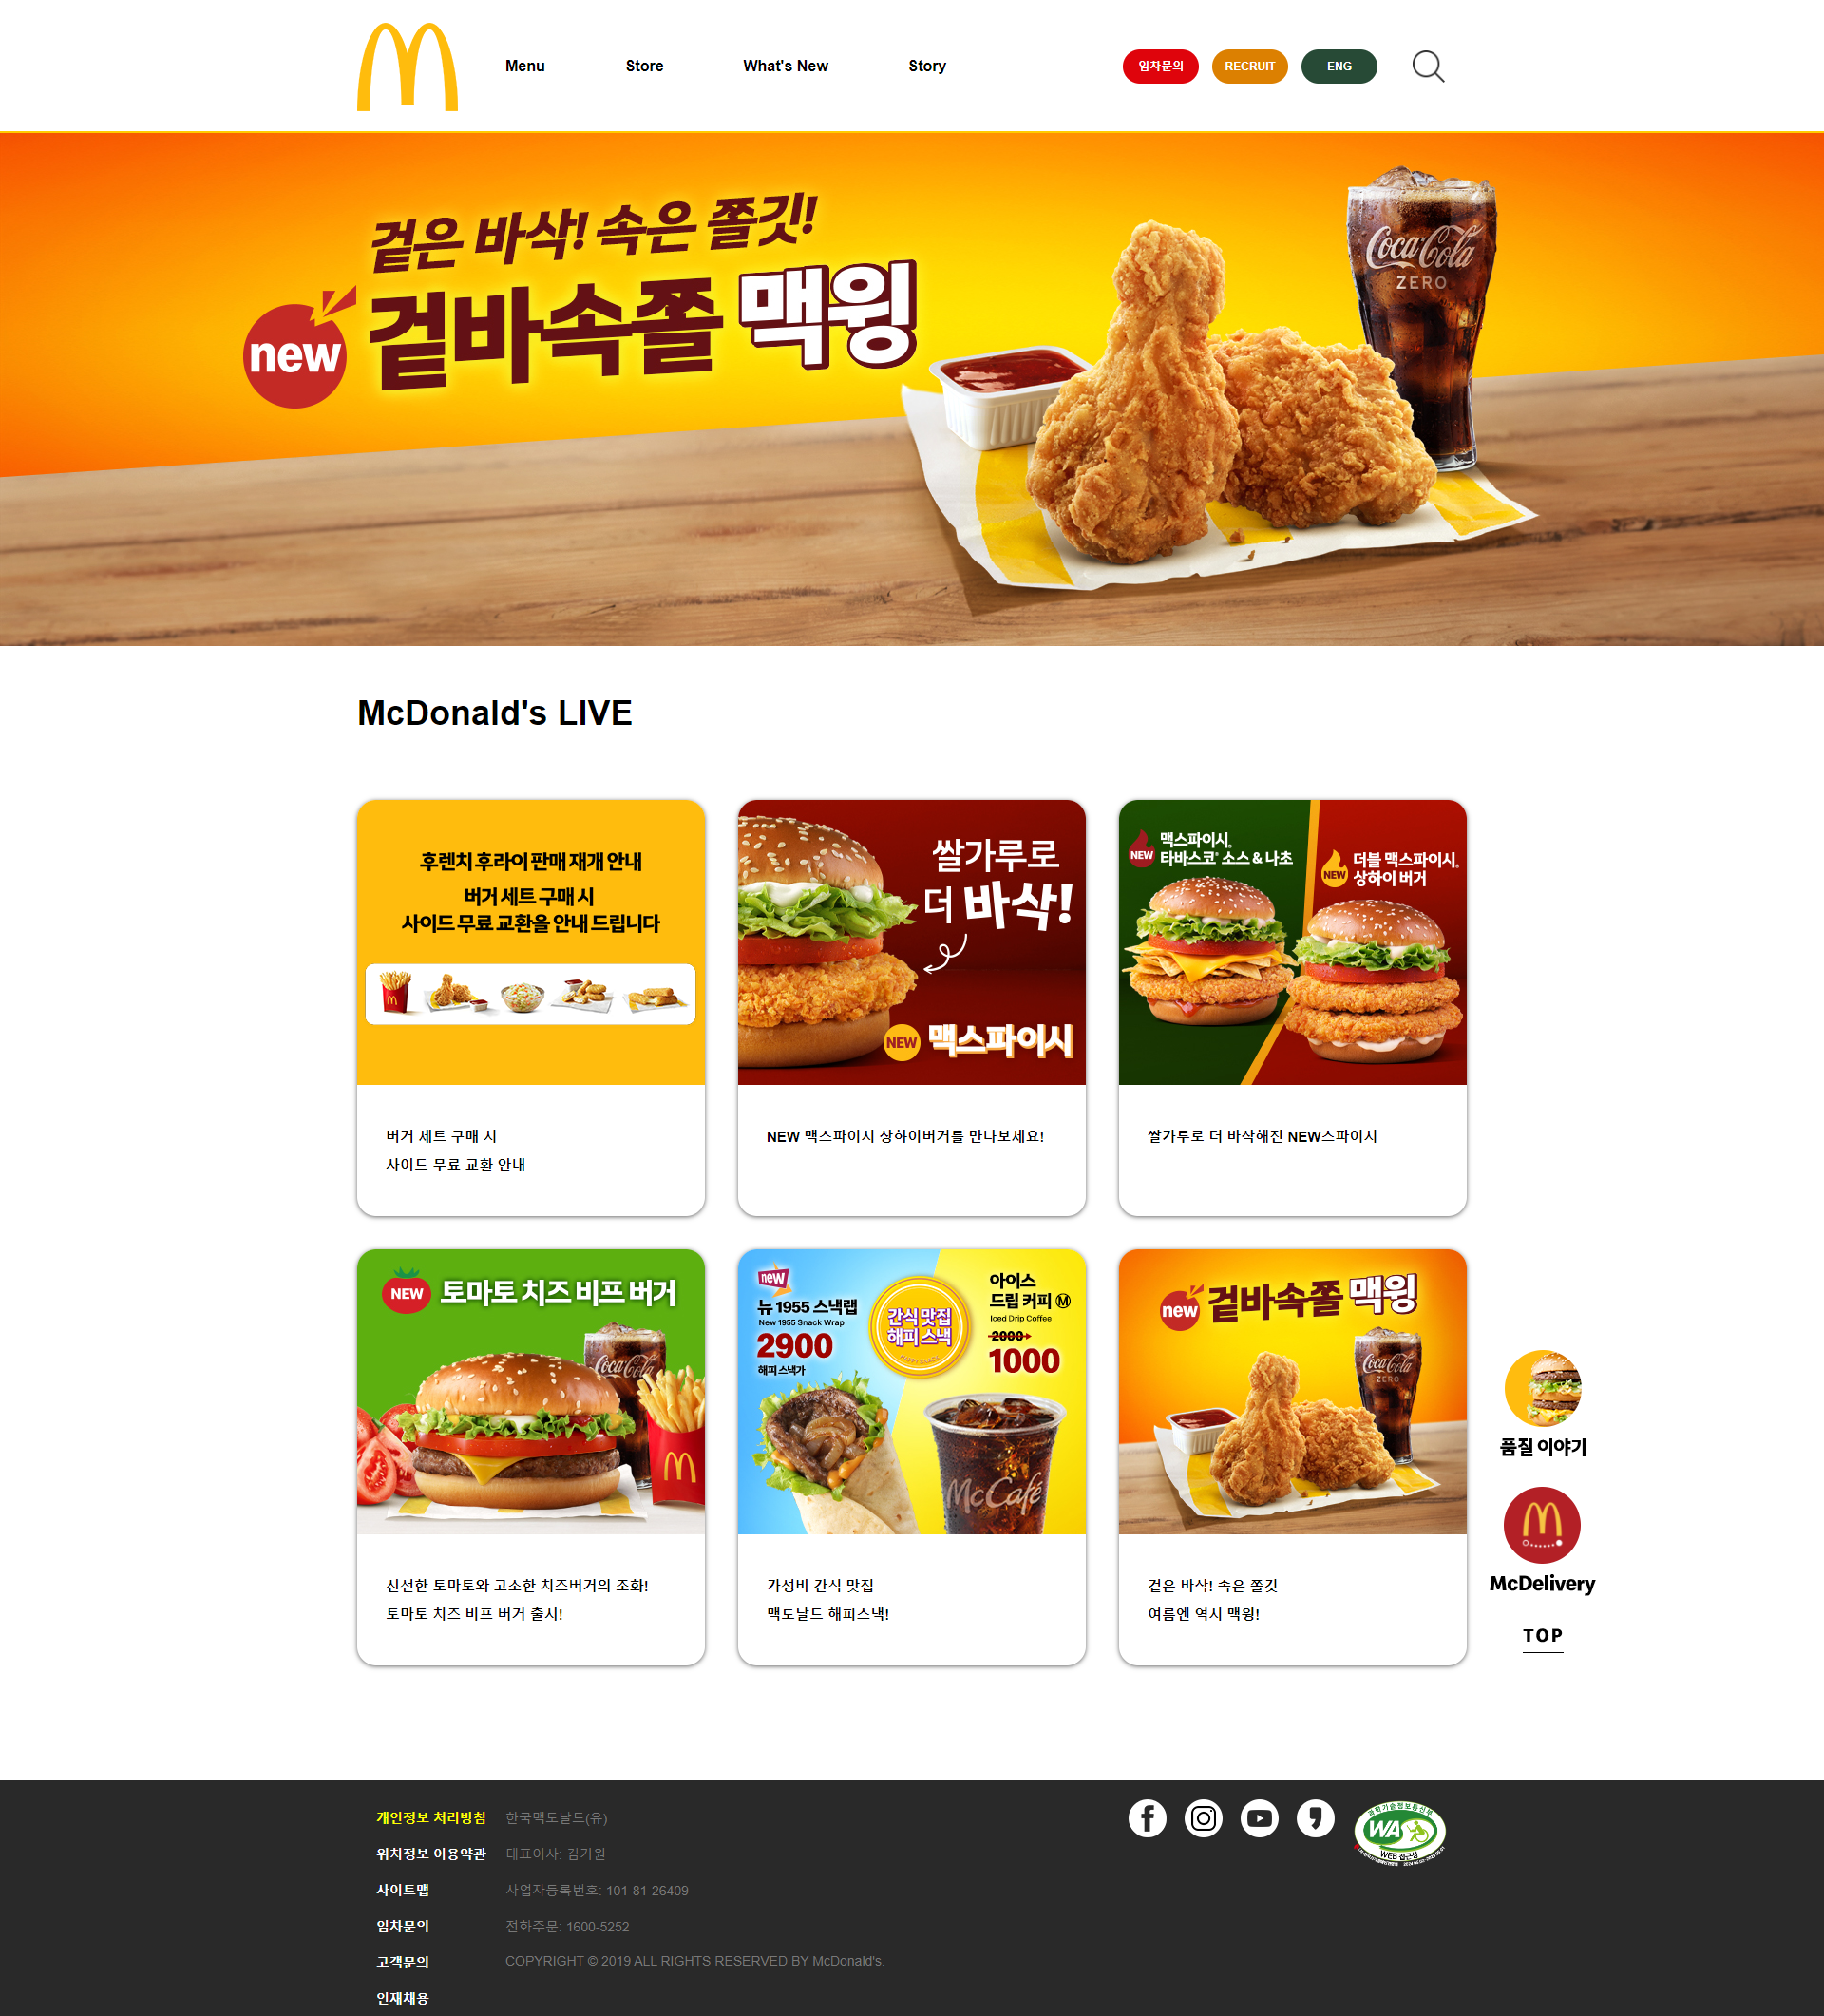 Menu
Store
What's New
Story
임차문의
RECRUIT
ENG
겉은 바삭! 속은 쫄깃!
new
겉바속쫄 맥윙
Coca-Cola
ZERO
McDonald's LIVE
후렌치 후라이 판매 재개 안내
버거 세트 구매 시
사이드 무료 교환을 안내 드립니다
버거 세트 구매 시
사이드 무료 교환 안내
쌀가루로
더 바삭!
NEW 맥스파이시
NEW 맥스파이시 상하이버거를 만나보세요!
NEW
맥스파이시®
타바스코® 소스 & 나초
NEW
더블 맥스파이시®
상하이 버거
쌀가루로 더 바삭해진 NEW스파이시
NEW 토마토 치즈 비프 버거
Coca-Cola
신선한 토마토와 고소한 치즈버거의 조화!
토마토 치즈 비프 버거 출시!
new
뉴 1955 스낵랩
New 1955 Snack Wrap
2900
해피 스낵가
간식 맛집
해피 스낵
HAPPY SNACK
아이스
드립 커피 M
Iced Drip Coffee
2000
1000
McCafé
가성비 간식 맛집
맥도날드 해피스낵!
new 겉바속쫄 맥윙
Coca-Cola
ZERO
겉은 바삭! 속은 쫄깃
여름엔 역시 맥윙!
품질 이야기
McDelivery
TOP
개인정보 처리방침
위치정보 이용약관
사이트맵
임차문의
고객문의
인재채용
한국맥도날드(유)
대표이사: 김기원
사업자등록번호: 101-81-26409
전화주문: 1600-5252
COPYRIGHT © 2019 ALL RIGHTS RESERVED BY McDonald's.
과학기술정보통신부
WA
WEB 접근성